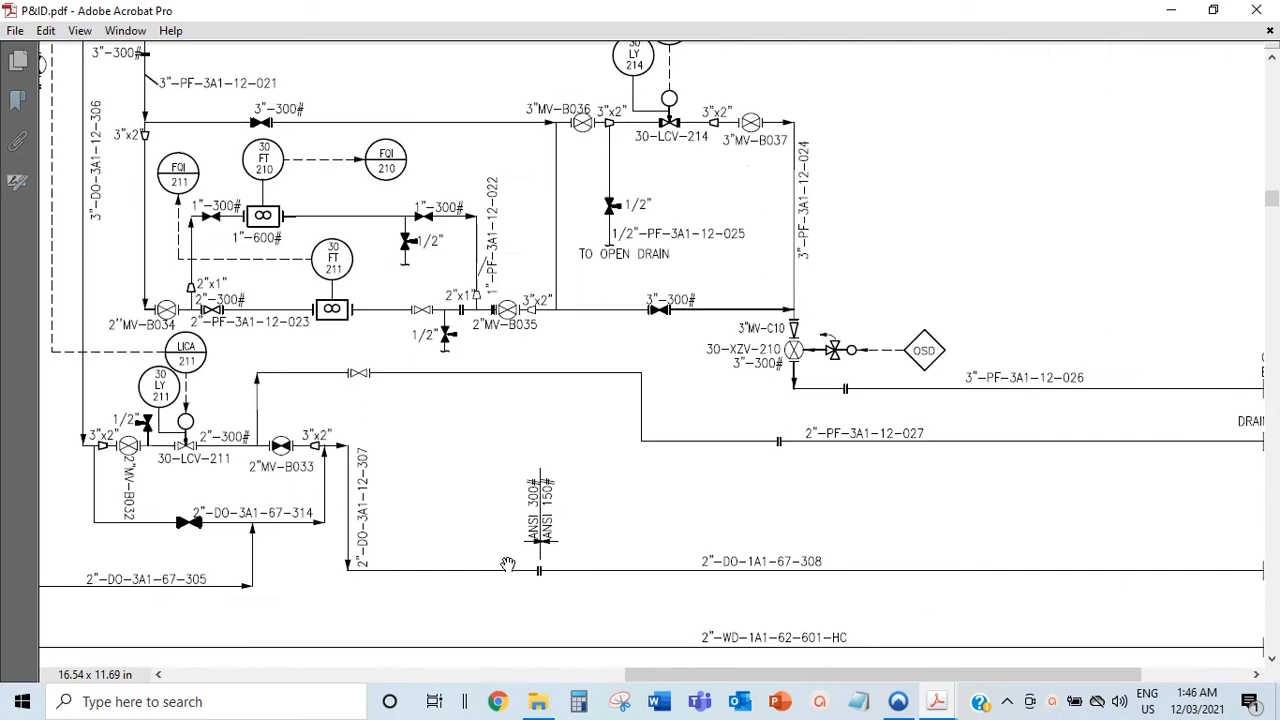 P&ID.pdf - Adobe Acrobat Pro
File Edit View Window Help
3"-300#
3"-PF-3A1-12-021
3"-DO-3A1-12-306
3"x2"
3"-300#
30
LY
214
3"MV-B036
3"x2"
30-LCV-214
3"x2"
3"MV-B037
3"-PF-3A1-12-024
FQI
211
30
FT
210
FQI
210
1"-300#
1"-600#
1"-300#
1/2"
1"-PF-3A1-12-022
1/2"
1/2"-PF-3A1-12-025
TO OPEN DRAIN
30
FT
211
2"x1"
2"-300#
2"MV-B034
2"-PF-3A1-12-023
1/2"
2"x1"
2"MV-B035
3"x2"
3"-300#
3"MV-C10
30-XZV-210
3"-300#
OSD
3"-PF-3A1-12-026
LICA
211
30
LY
211
1/2"
3"x2"
2"MV-B032
30-LCV-211
2"-300#
2"MV-B033
3"x2"
2"-PF-3A1-12-027
DRAIN
2"-DO-3A1-12-307
2"-DO-3A1-67-314
ANSI 300#
ANSI 150#
2"-DO-3A1-67-305
2"-DO-1A1-67-308
2"-WD-1A1-62-601-HC
16.54 x 11.69 in
Type here to search
ENG
US
1:46 AM
12/03/2021